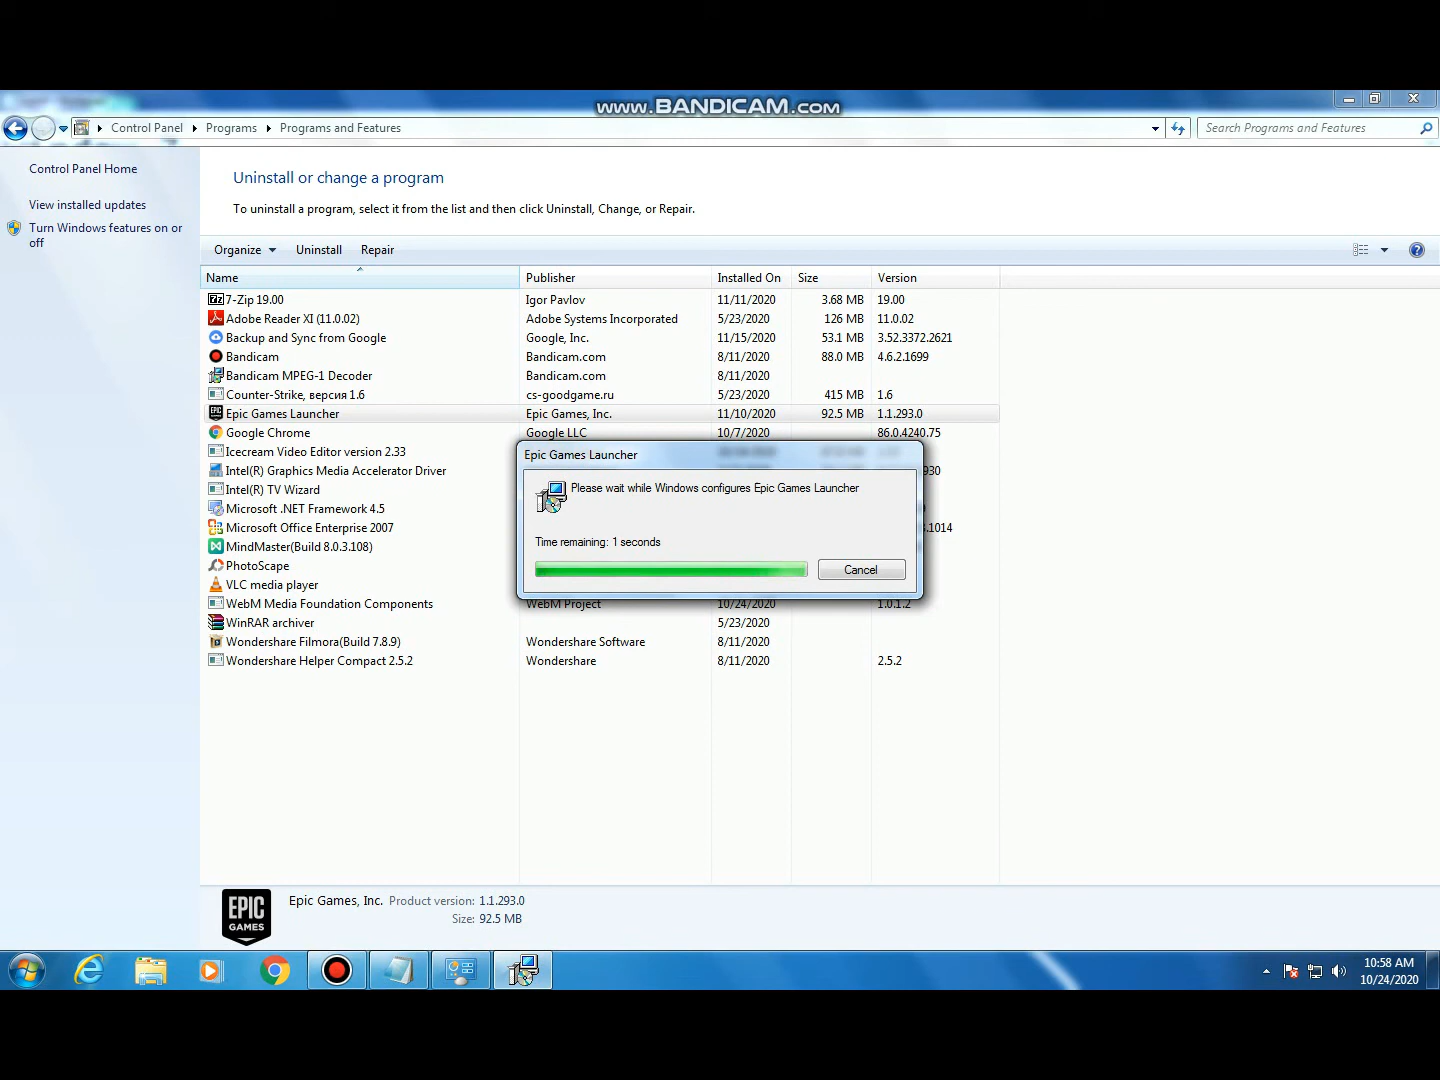 www.BANDICAM.com
Control Panel Programs Programs and Features Search Programs and Features
Control Panel Home
View installed updates
Turn Windows features on or
off
Uninstall or change a program
To uninstall a program, select it from the list and then click Uninstall, Change, or Repair.
Organize Uninstall Repair
Name Publisher Installed On Size Version
7-Zip 19.00 Igor Pavlov 11/11/2020 3.68 MB 19.00
Adobe Reader XI (11.0.02) Adobe Systems Incorporated 5/23/2020 126 MB 11.0.02
Backup and Sync from Google Google, Inc. 11/15/2020 53.1 MB 3.52.3372.2621
Bandicam Bandicam.com 8/11/2020 88.0 MB 4.6.2.1699
Bandicam MPEG-1 Decoder Bandicam.com 8/11/2020
Counter-Strike, версия 1.6 cs-goodgame.ru 5/23/2020 415 MB 1.6
Epic Games Launcher Epic Games, Inc. 11/10/2020 92.5 MB 1.1.293.0
Google Chrome Google LLC 10/7/2020 86.0.4240.75
Icecream Video Editor version 2.33
Intel(R) Graphics Media Accelerator Driver 930
Intel(R) TV Wizard
Microsoft .NET Framework 4.5
Microsoft Office Enterprise 2007 .1014
MindMaster(Build 8.0.3.108)
PhotoScape
VLC media player
WebM Media Foundation Components WebM Project 10/24/2020 1.0.1.2
WinRAR archiver 5/23/2020
Wondershare Filmora(Build 7.8.9) Wondershare Software 8/11/2020
Wondershare Helper Compact 2.5.2 Wondershare 8/11/2020 2.5.2
Epic Games Launcher
Please wait while Windows configures Epic Games Launcher
Time remaining: 1 seconds
Cancel
EPIC
GAMES
Epic Games, Inc. Product version: 1.1.293.0
Size: 92.5 MB
10:58 AM
10/24/2020